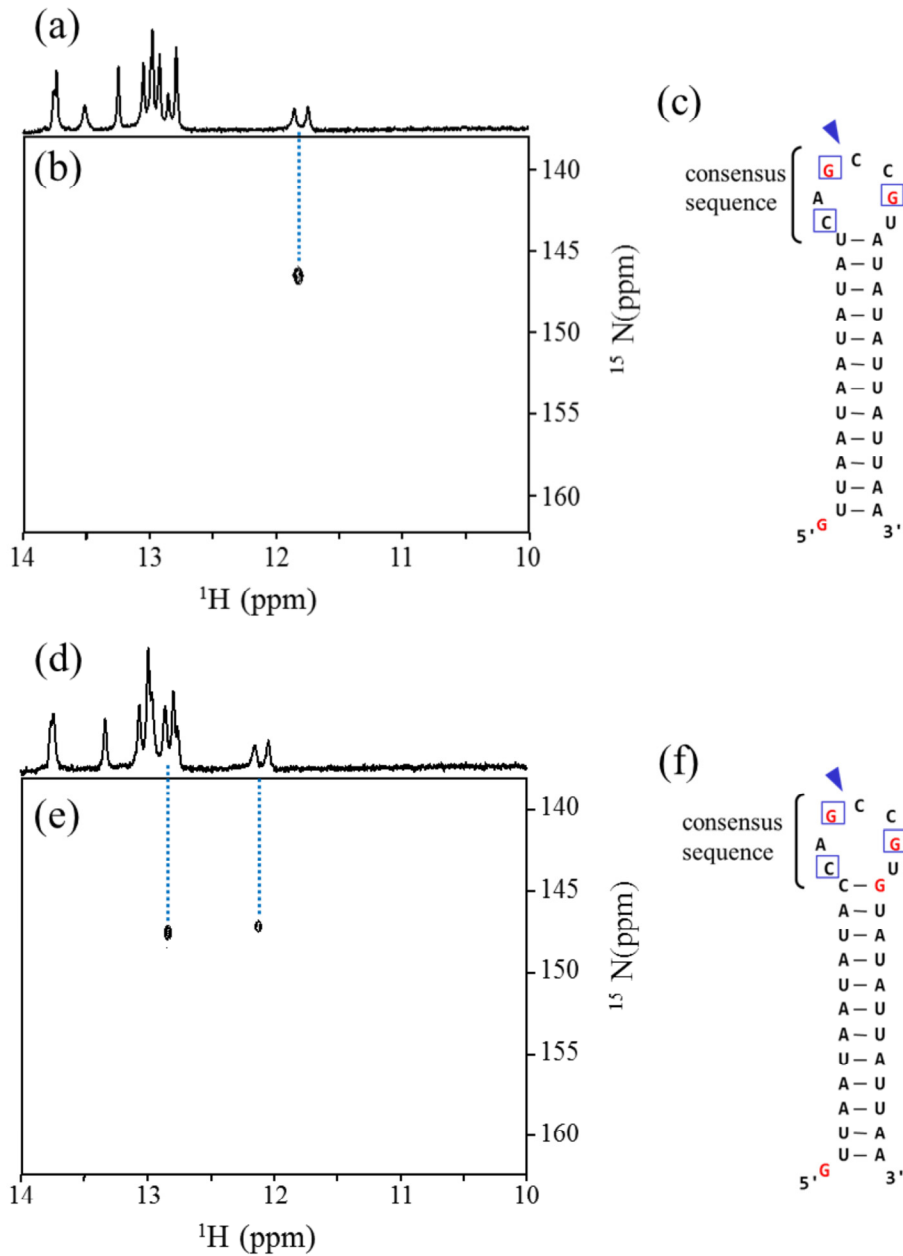 (a)
(b)
140
145
150
155
160
15 N(ppm)
14 13 12 11 10
1H (ppm)
(c)
consensus
sequence
G C C
A G
C U
U – A
A – U
U – A
A – U
U – A
A – U
A – U
U – A
A – U
A – U
U – A
U – A
5' G 3'
(d)
(e)
140
145
150
155
160
15 N(ppm)
14 13 12 11 10
1H (ppm)
(f)
consensus
sequence
G C C
A G
C U
C – G
A – U
U – A
A – U
U – A
A – U
A – U
U – A
A – U
A – U
U – A
U – A
5' G 3'